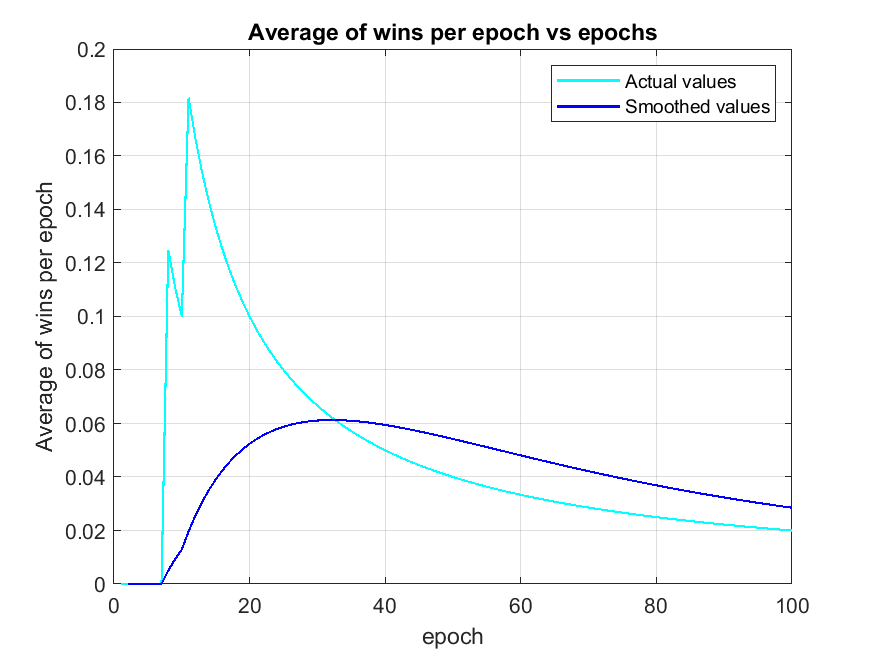 Average of wins per epoch vs epochs
Actual values
Smoothed values
Average of wins per epoch
0.2
0.18
0.16
0.14
0.12
0.1
0.08
0.06
0.04
0.02
0
0 20 40 60 80 100
epoch